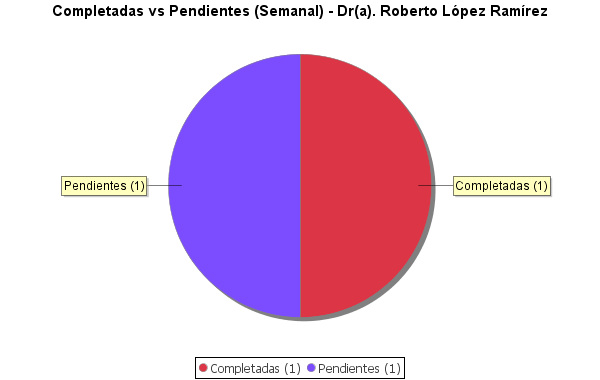 Completadas vs Pendientes (Semanal) - Dr(a). Roberto López Ramírez
Pendientes (1)
Completadas (1)
Completadas (1) Pendientes (1)